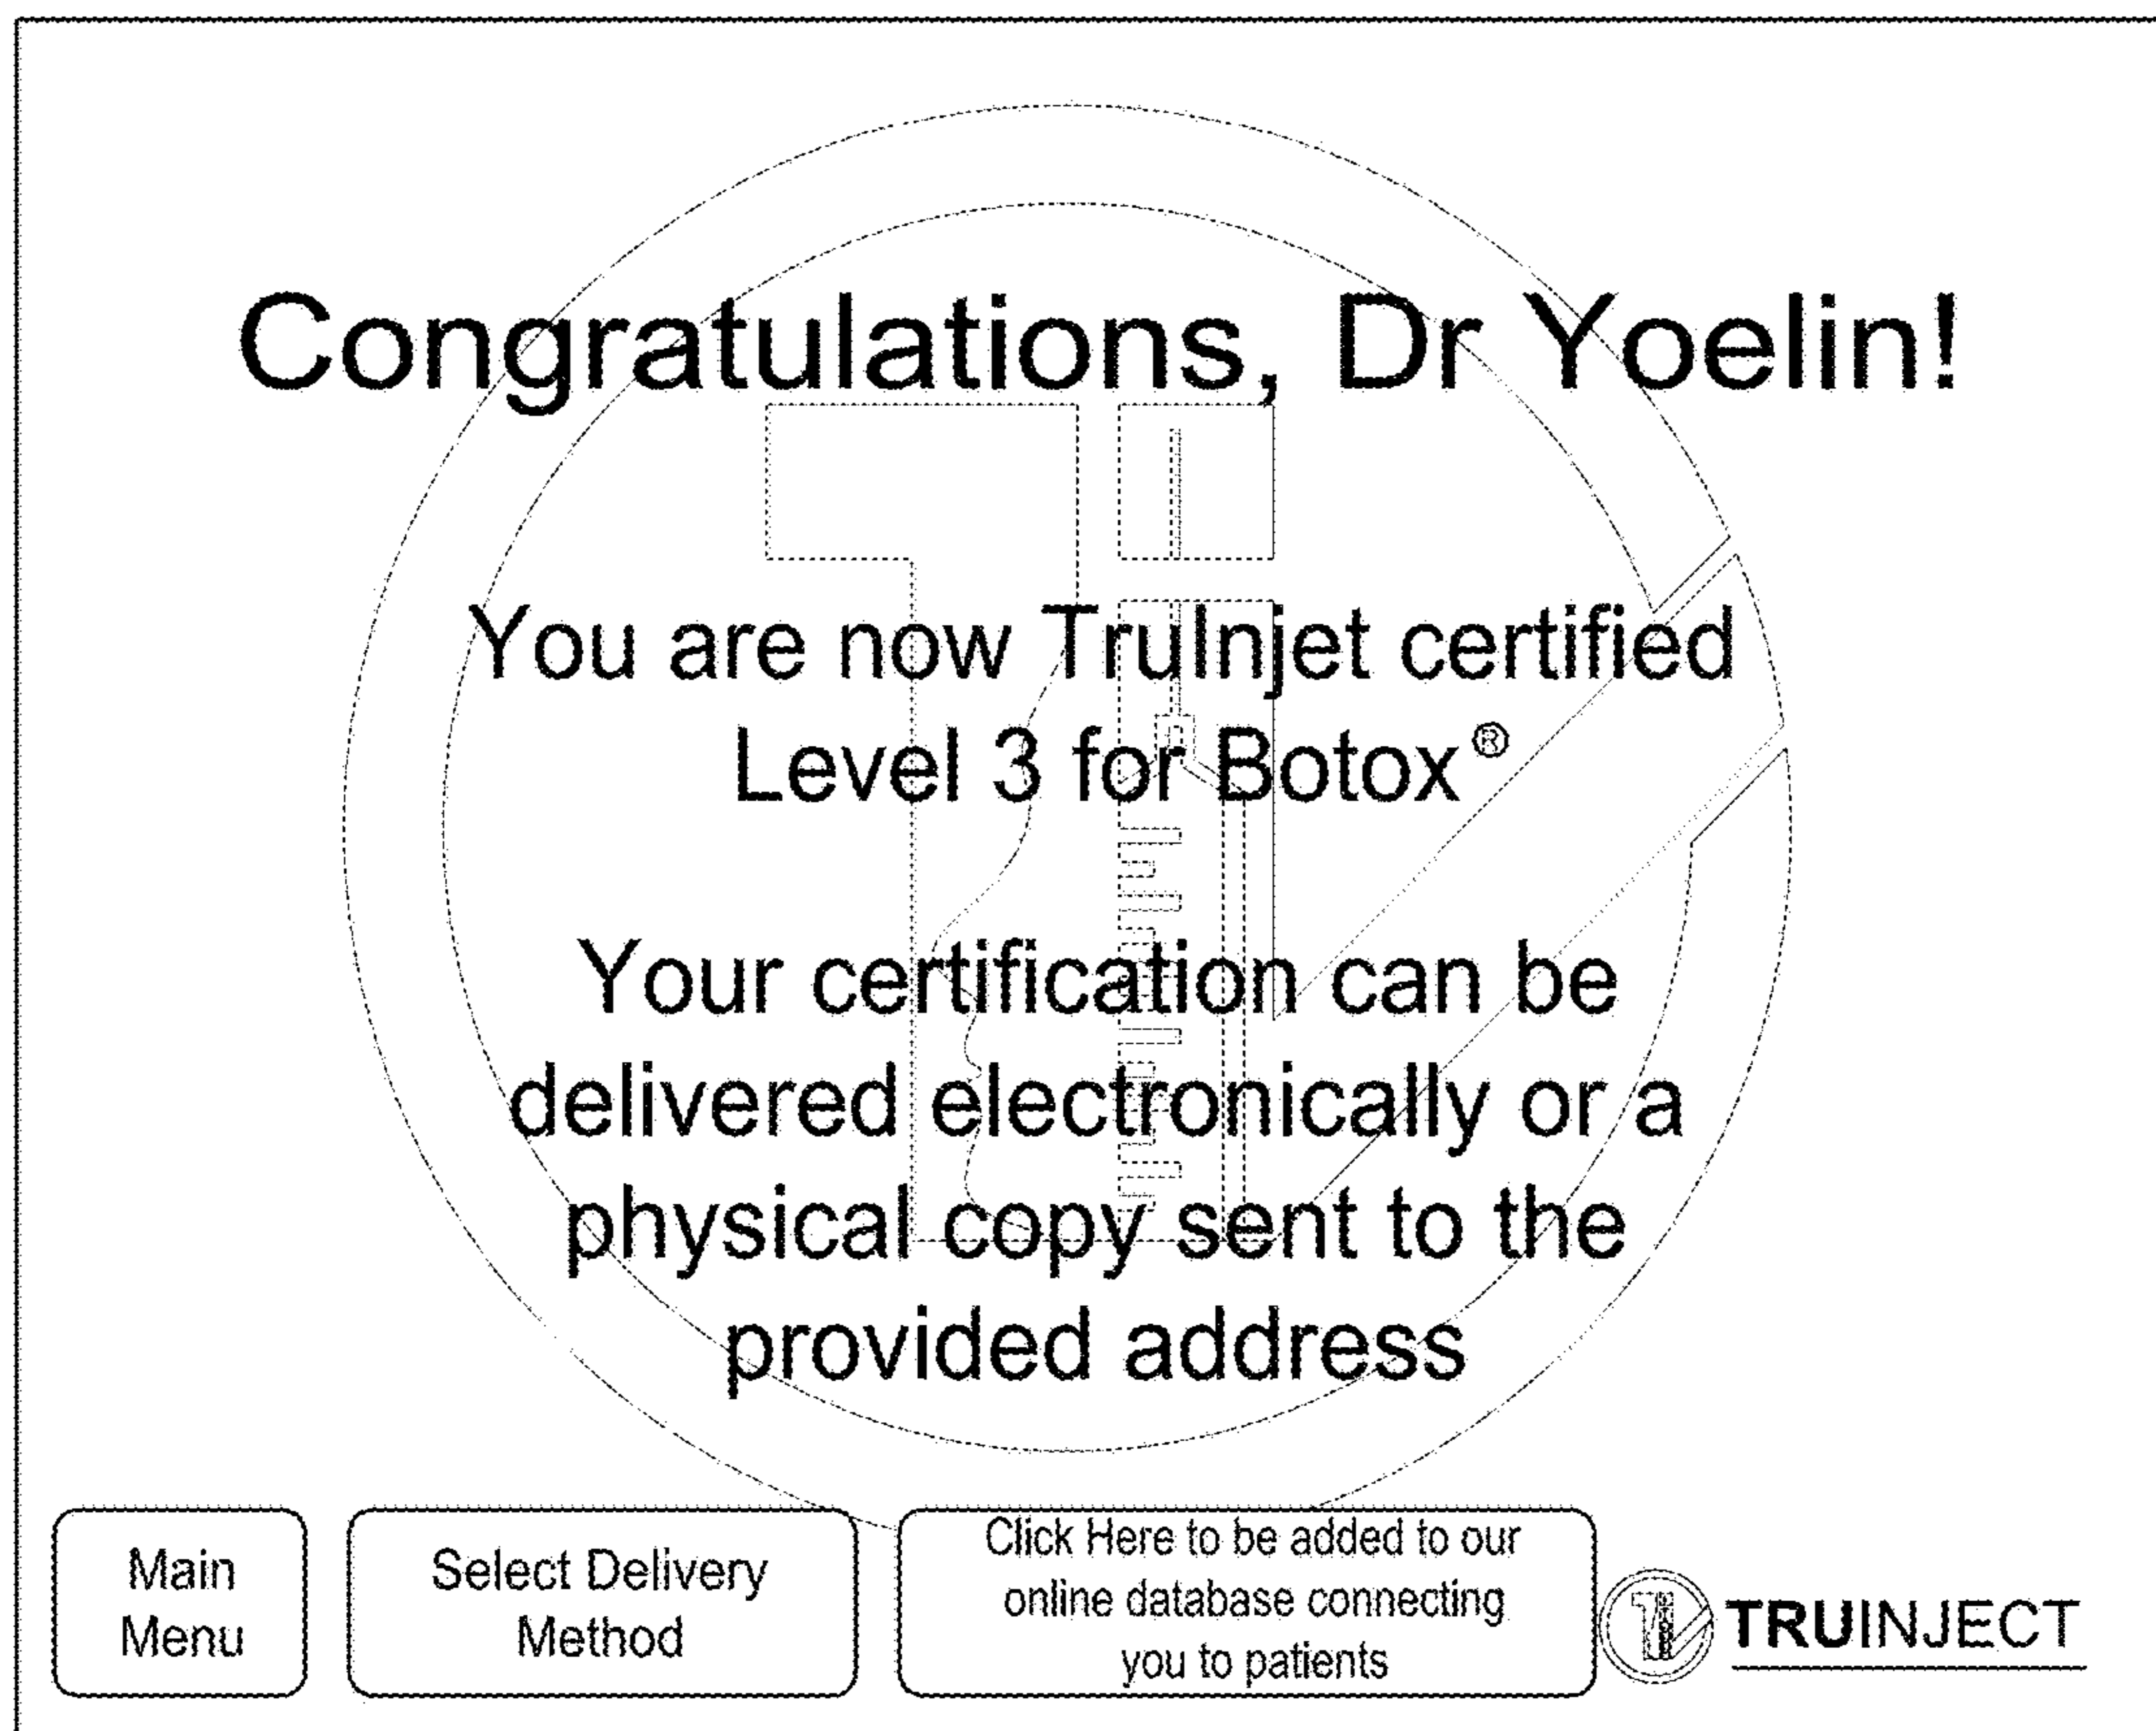 Congratulations, Dr Yoelin!
You are now TruInjet certified
Level 3 for Botox®
Your certification can be
delivered electronically or a
physical copy sent to the
provided address
Main
Menu
Select Delivery
Method
Click Here to be added to our
online database connecting
you to patients
TRUINJECT